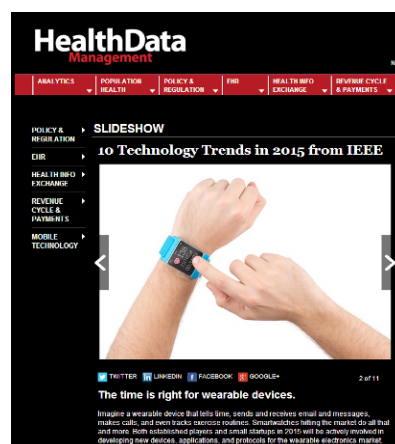 HealthData
Management
ANALYTICS
POPULATION
HEALTH
POLICY &
REGULATION
EHR
HEALTH INFO
EXCHANGE
REVENUE CYCLE
& PAYMENTS
POLICY &
REGULATION
EHR
HEALTH INFO
EXCHANGE
REVENUE
CYCLE &
PAYMENTS
MOBILE
TECHNOLOGY
SLIDESHOW
10 Technology Trends in 2015 from IEEE
TWITTER LINKEDIN FACEBOOK GOOGLE+ 2 of 11
The time is right for wearable devices.
Imagine a wearable device that tells time, sends and receives email and messages,
makes calls, and even tracks exercise routines. Smartwatches hitting the market do all that
and more. Both established players and small startups in 2015 will be actively involved in
developing new devices, applications, and protocols for the wearable electronics market.